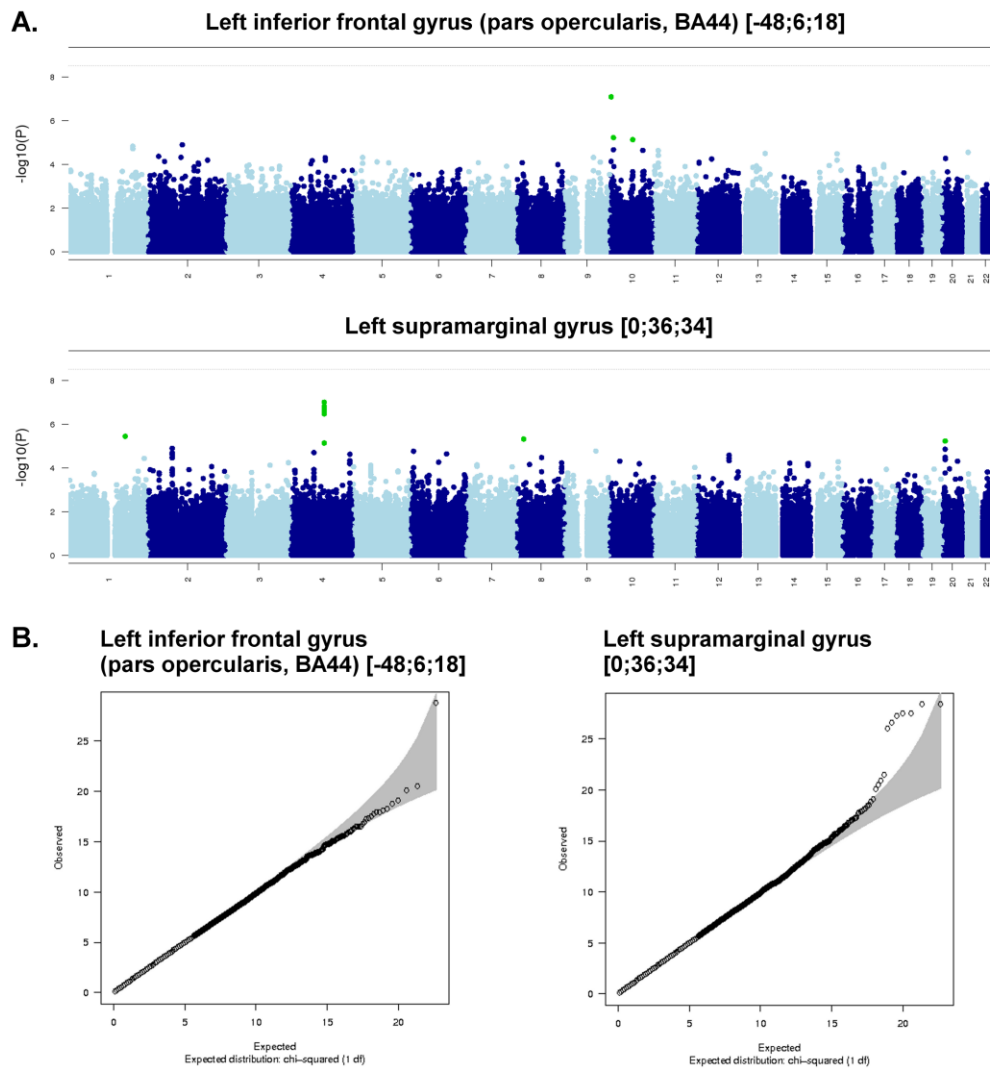 A.
Left inferior frontal gyrus (pars opercularis, BA44) [-48;6;18]
8
6
4
2
0
-log10(P)
1 2 3 4 5 6 7 8 9 10 11 12 13 14 15 16 17 18 19 20 21 22
Left supramarginal gyrus [0;36;34]
8
6
4
2
0
-log10(P)
1 2 3 4 5 6 7 8 9 10 11 12 13 14 15 16 17 18 19 20 21 22
B.
Left inferior frontal gyrus
(pars opercularis, BA44) [-48;6;18]
25
20
15
10
5
0
Observed
0 5 10 15 20
Expected
Expected distribution: chi-squared (1 df)
Left supramarginal gyrus
[0;36;34]
25
20
15
10
5
0
Observed
0 5 10 15 20
Expected
Expected distribution: chi-squared (1 df)